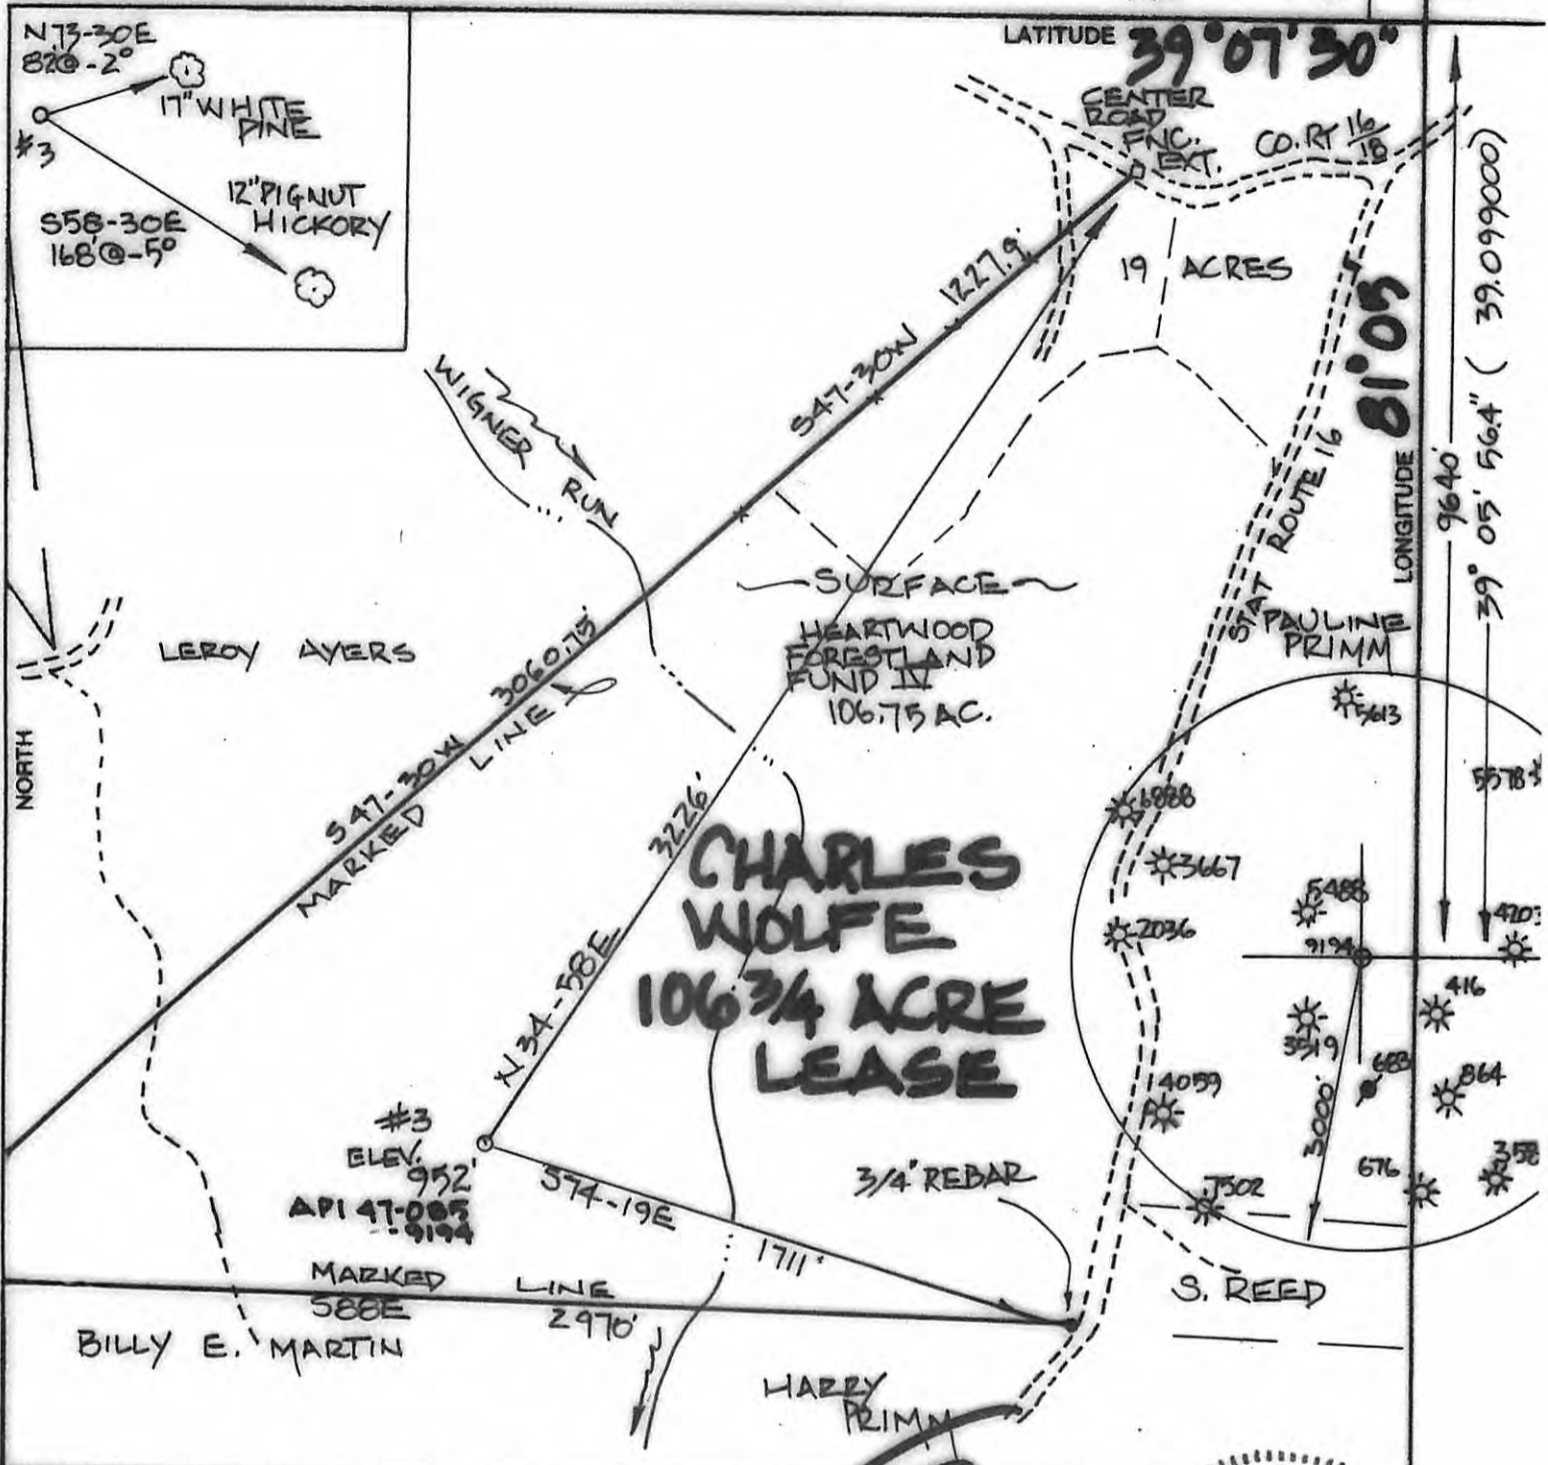 N73-30E
82@-2°
17" WHITE
PINE
#3
12" PIGNUT
HICKORY
S58-30E
168'@-5°
LATITUDE 39°07'30"
CENTER
ROAD
FNC.
EXT.
CO. RT 16/18
19 ACRES
1227.9'
S47-30W
WIGNER
RUN
81°05
LONGITUDE
9640'
39° 05' 56.4" ( 39.099000)
STAT ROUTE 16
SURFACE
HEARTWOOD
FORESTLAND
FUND IV
106.75 AC.
PAULINE
PRIMM
LEROY AYERS
3060.75'
S47-30W
MARKED LINE
NORTH
5613
5578
6888
3667
5488
4203
2036
9194
416
3519
683
864
4059
3000'
676
358
7502
3226'
N34-58E
CHARLES
WOLFE
106 3/4 ACRE
LEASE
#3
ELEV.
952'
API 47-085
-9194
S74-19E
1711'
3/4" REBAR
MARKED LINE
S88E
2970'
S. REED
BILLY E. MARTIN
HARRY
PRIMM